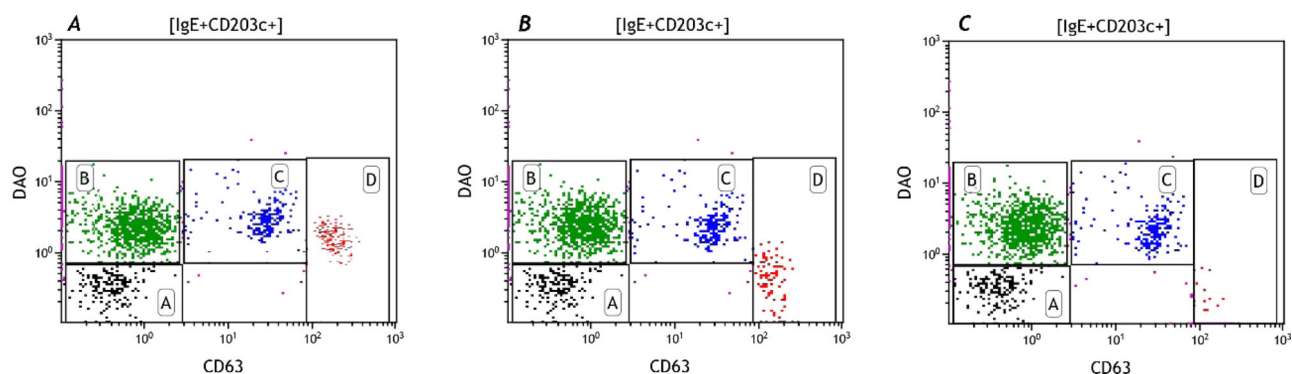 A [IgE+CD203c+]
10³
10²
10¹
10⁰
DAO
B
C
D
A
10⁰ 10¹ 10² 10³
CD63
B [IgE+CD203c+]
10³
10²
10¹
10⁰
DAO
B
C
D
A
10⁰ 10¹ 10² 10³
CD63
C [IgE+CD203c+]
10³
10²
10¹
10⁰
DAO
B
C
D
A
10⁰ 10¹ 10² 10³
CD63